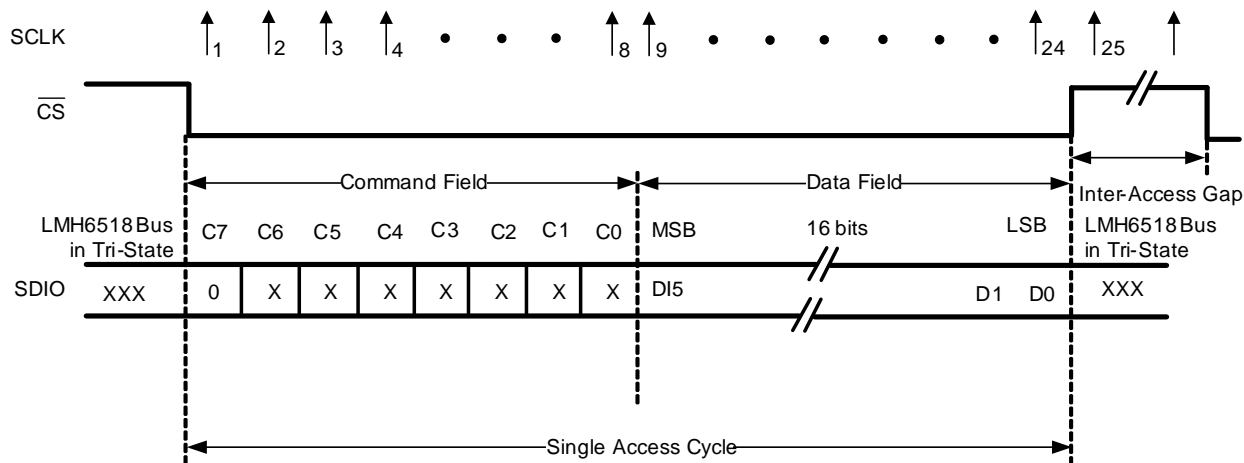 SCLK 1 2 3 4 8 9 24 25
CS
Command Field Data Field
Inter-Access Gap
LMH6518 Bus in Tri-State C7 C6 C5 C4 C3 C2 C1 C0 MSB 16 bits LSB LMH6518 Bus in Tri-State
SDIO XXX 0 X X X X X X X DI5 D1 D0 XXX
Single Access Cycle